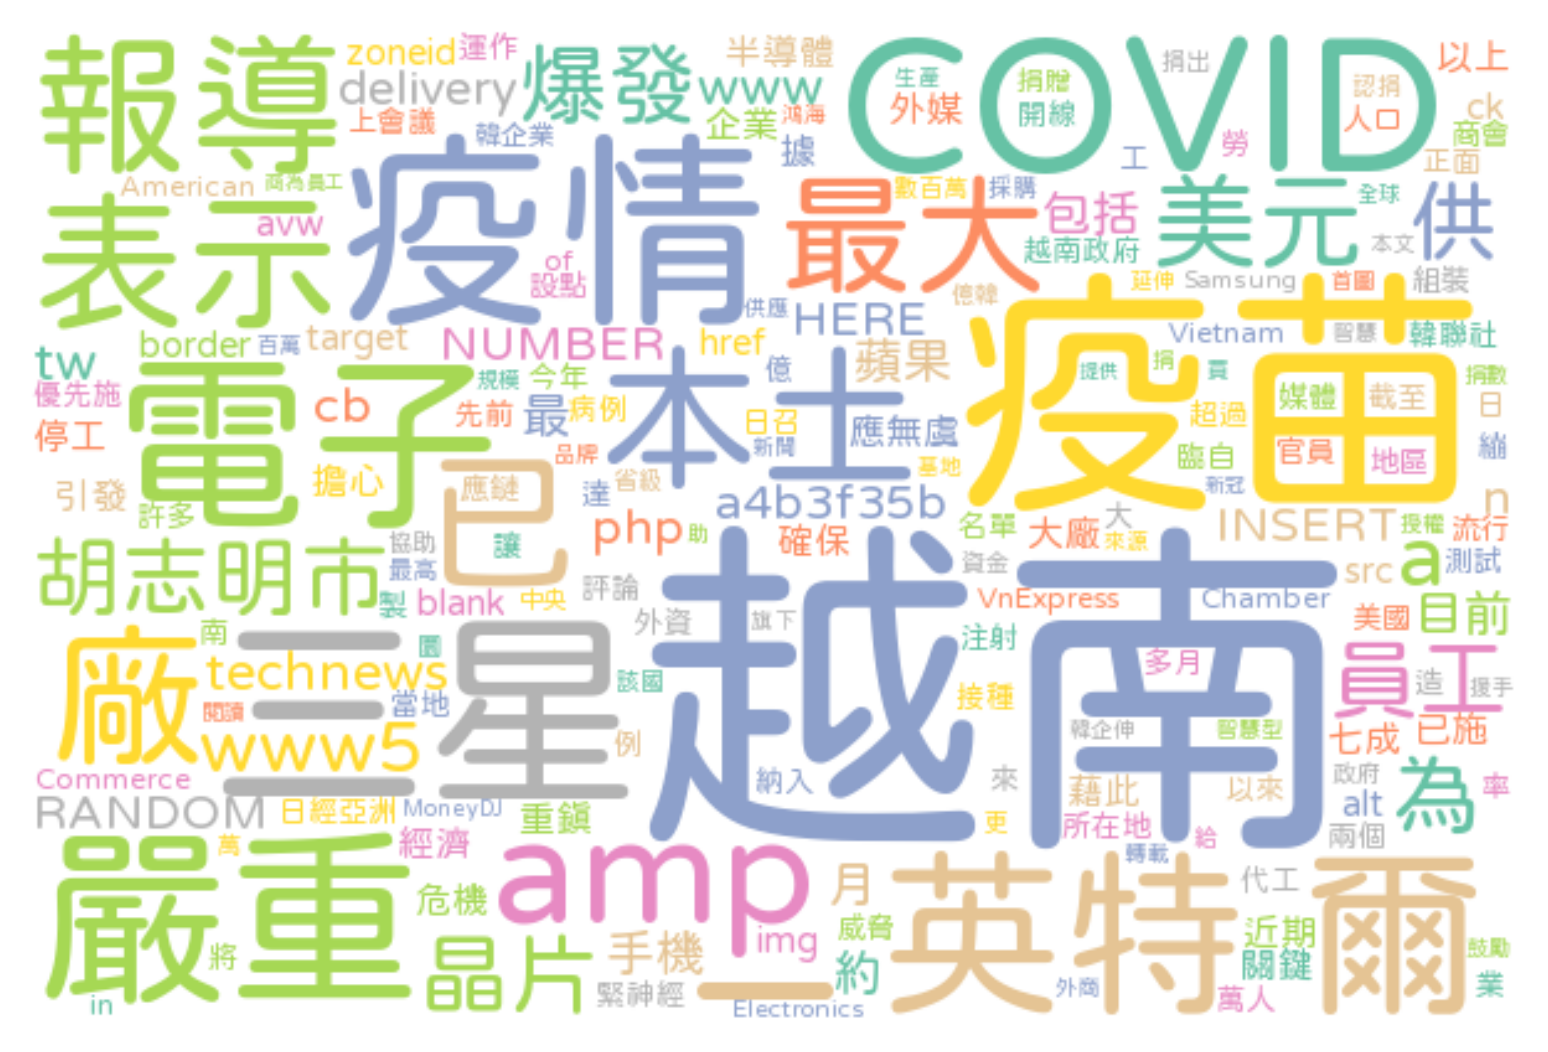 報導
zoneid
運作
delivery
爆發
半導體
www
COVID
生產
外媒
捐贈
開線
捐出
認捐
人口
以上
ck
商會
正面
上會議
韓企業
企業
鴻海
據
工
勞
American
商為員工
avw
表示
疫情
of
設點
最大
數百萬
採購
包括
越南政府
美元
全球
本文
供
供應
HERE
億韓
延伸
Samsung
首圖
組裝
疫苗
Vietnam
智慧
韓聯社
border
百萬
target
NUMBER
href
tw
優先施
停工
電子
cb
規模
今年
先前
最
病例
本土
億
日召
新聞
蘋果
應無虞
基地
提供
捐
買
超過
臨自
新冠
媒體
截至
官員
地區
捐數
日
品牌
省級
達
引發
許多
擔心
已
應鏈
讓
a4b3f35b
php
助
確保
名單
大廠
大
來源
INSERT
n
授權
流行
胡志明市
協助
最高
製
blank
中央
評論
外資
旗下
越南
資金
VnExpress
注射
接種
Chamber
src
a
測試
美國
目前
廠
南
三星
圓
technews
閱讀
當地
www5
例
該國
納入
來
更
多月
韓企伸
智慧型
員工
造
援手
七成
已施
Commerce
RANDOM
日經亞洲
MoneyDJ
重鎮
藉此
以來
所在地
轉載
給
政府
alt
兩個
為
率
嚴重
萬
經濟
危機
將
in
晶片
amp
img
手機
緊神經
一
Electronics
月
威脅
約
英特爾
代工
近期
關鍵
外商
萬人
鼓勵
業